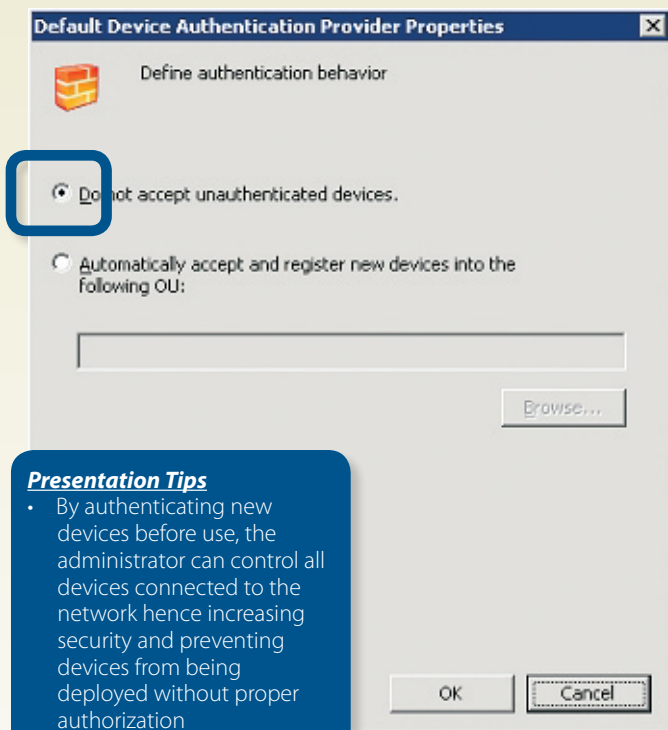 Default Device Authentication Provider Properties
Define authentication behavior
Do not accept unauthenticated devices.
Automatically accept and register new devices into the
following OU:
Browse...
Presentation Tips
• By authenticating new
devices before use, the
administrator can control all
devices connected to the
network hence increasing
security and preventing
devices from being
deployed without proper
authorization
OK
Cancel